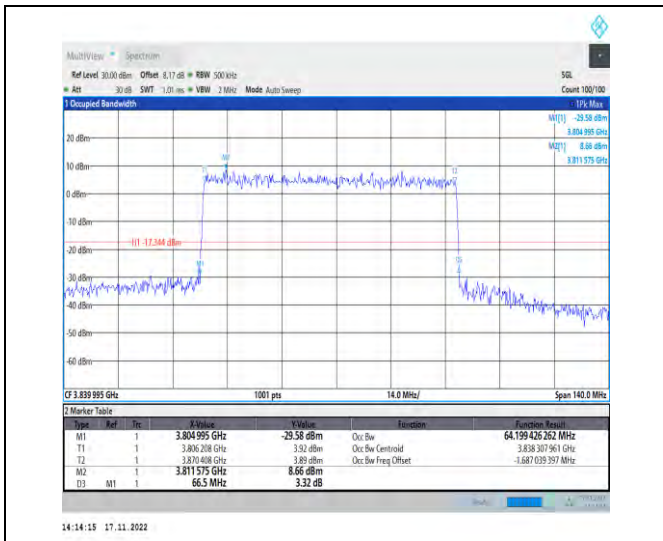 MultiView Spectrum
Ref Level 30.00 dBm Offset 8.17 dB RBW 500 kHz SGL
Att 30 dB SWT 1.01 ms VBW 2 MHz Mode Auto Sweep Count 100/100
1 Occupied Bandwidth 1Pk Max
M1[1] -29.58 dBm
3.804 995 GHz
M2[1] 8.66 dBm
3.811 575 GHz
20 dBm
10 dBm
0 dBm
-10 dBm
H1 -17.344 dBm
-20 dBm
-30 dBm
-40 dBm
-50 dBm
-60 dBm
M2
T1
T2
M1
D3
CF 3.839 995 GHz 1001 pts 14.0 MHz/ Span 140.0 MHz
2 Marker Table
Type Ref Trc X-Value Y-Value Function Function Result
M1 1 3.804 995 GHz -29.58 dBm Occ Bw 64.199 426 262 MHz
T1 1 3.806 208 GHz 3.92 dBm Occ Bw Centroid 3.838 307 961 GHz
T2 1 3.870 408 GHz 3.89 dBm Occ Bw Freq Offset -1.687 039 397 MHz
M2 1 3.811 575 GHz 8.66 dBm
D3 M1 1 66.5 MHz 3.32 dB
14:14:15 17.11.2022